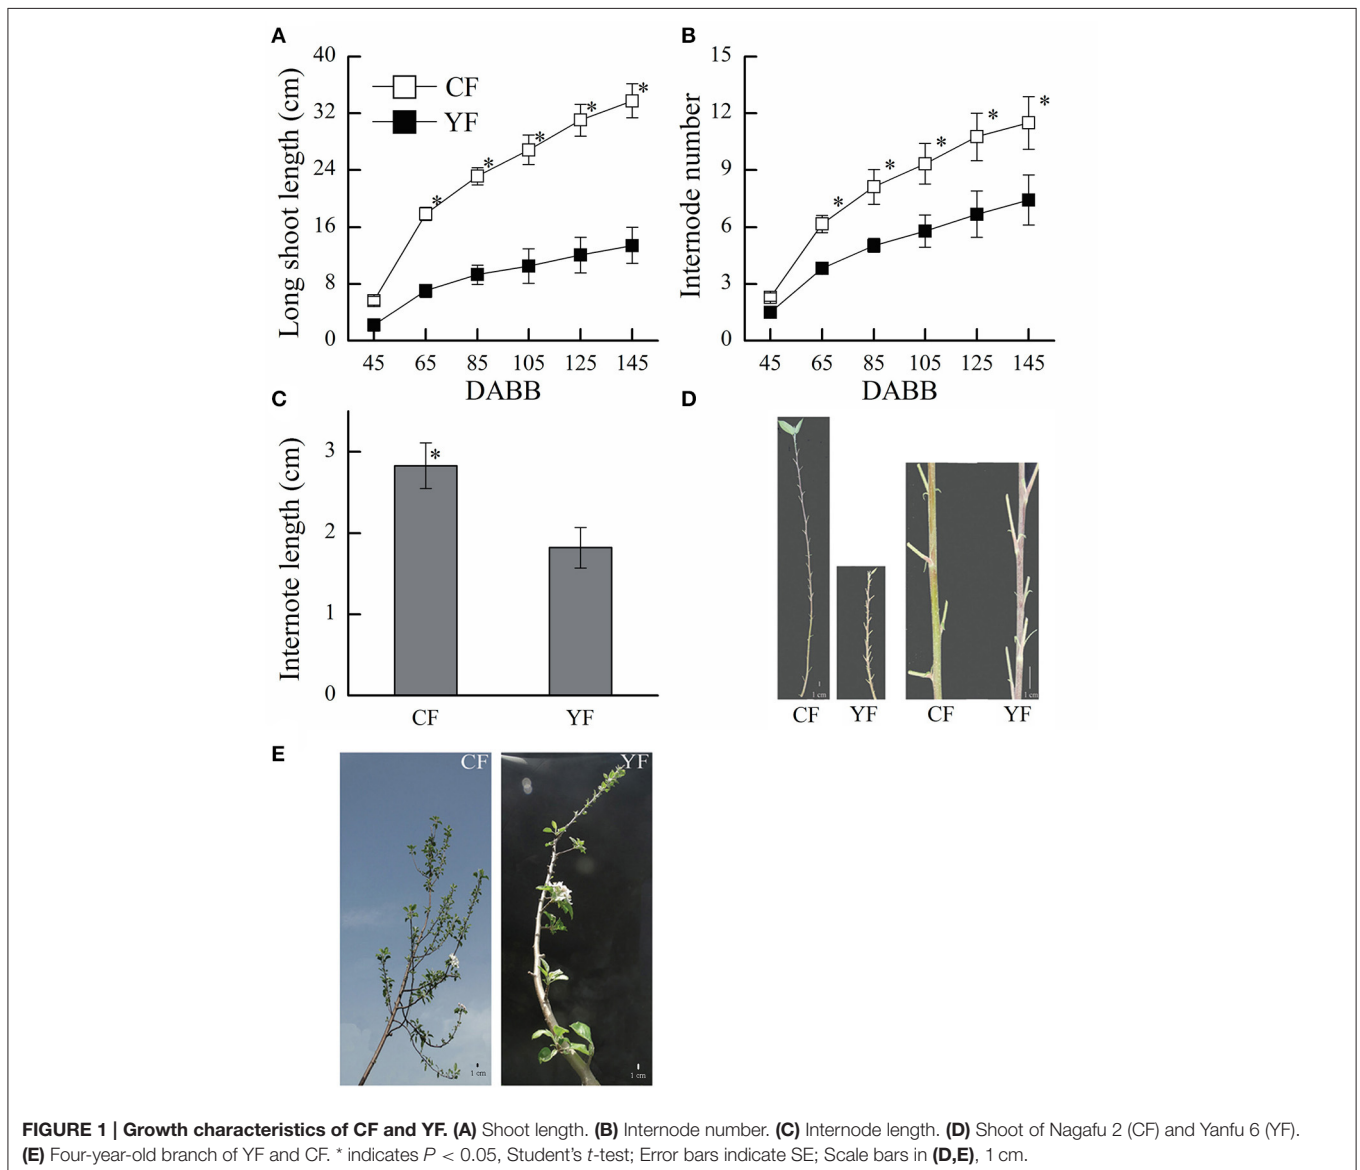 A
40
32
24
16
8
0
Long shoot length (cm)
CF
YF
*
*
*
*
*
45 65 85 105 125 145
DABB
B
15
12
9
6
3
0
Internode number
*
*
*
*
*
45 65 85 105 125 145
DABB
C
3
2
1
0
Internote length (cm)
*
CF YF
D
1 cm
1 cm
CF YF CF YF
E
CF
1 cm
YF
1 cm
FIGURE 1 | Growth characteristics of CF and YF. (A) Shoot length. (B) Internode number. (C) Internode length. (D) Shoot of Nagafu 2 (CF) and Yanfu 6 (YF).
(E) Four-year-old branch of YF and CF. * indicates P < 0.05, Student's t-test; Error bars indicate SE; Scale bars in (D,E), 1 cm.